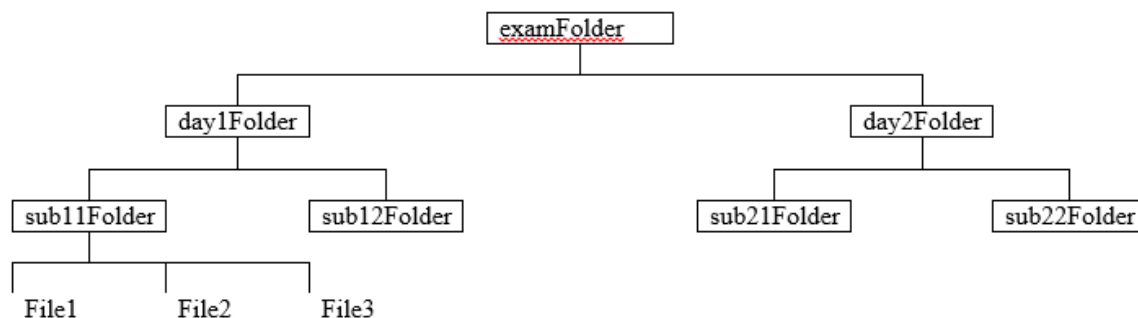 examFolder
day1Folder day2Folder
sub11Folder sub12Folder sub21Folder sub22Folder
File1 File2 File3